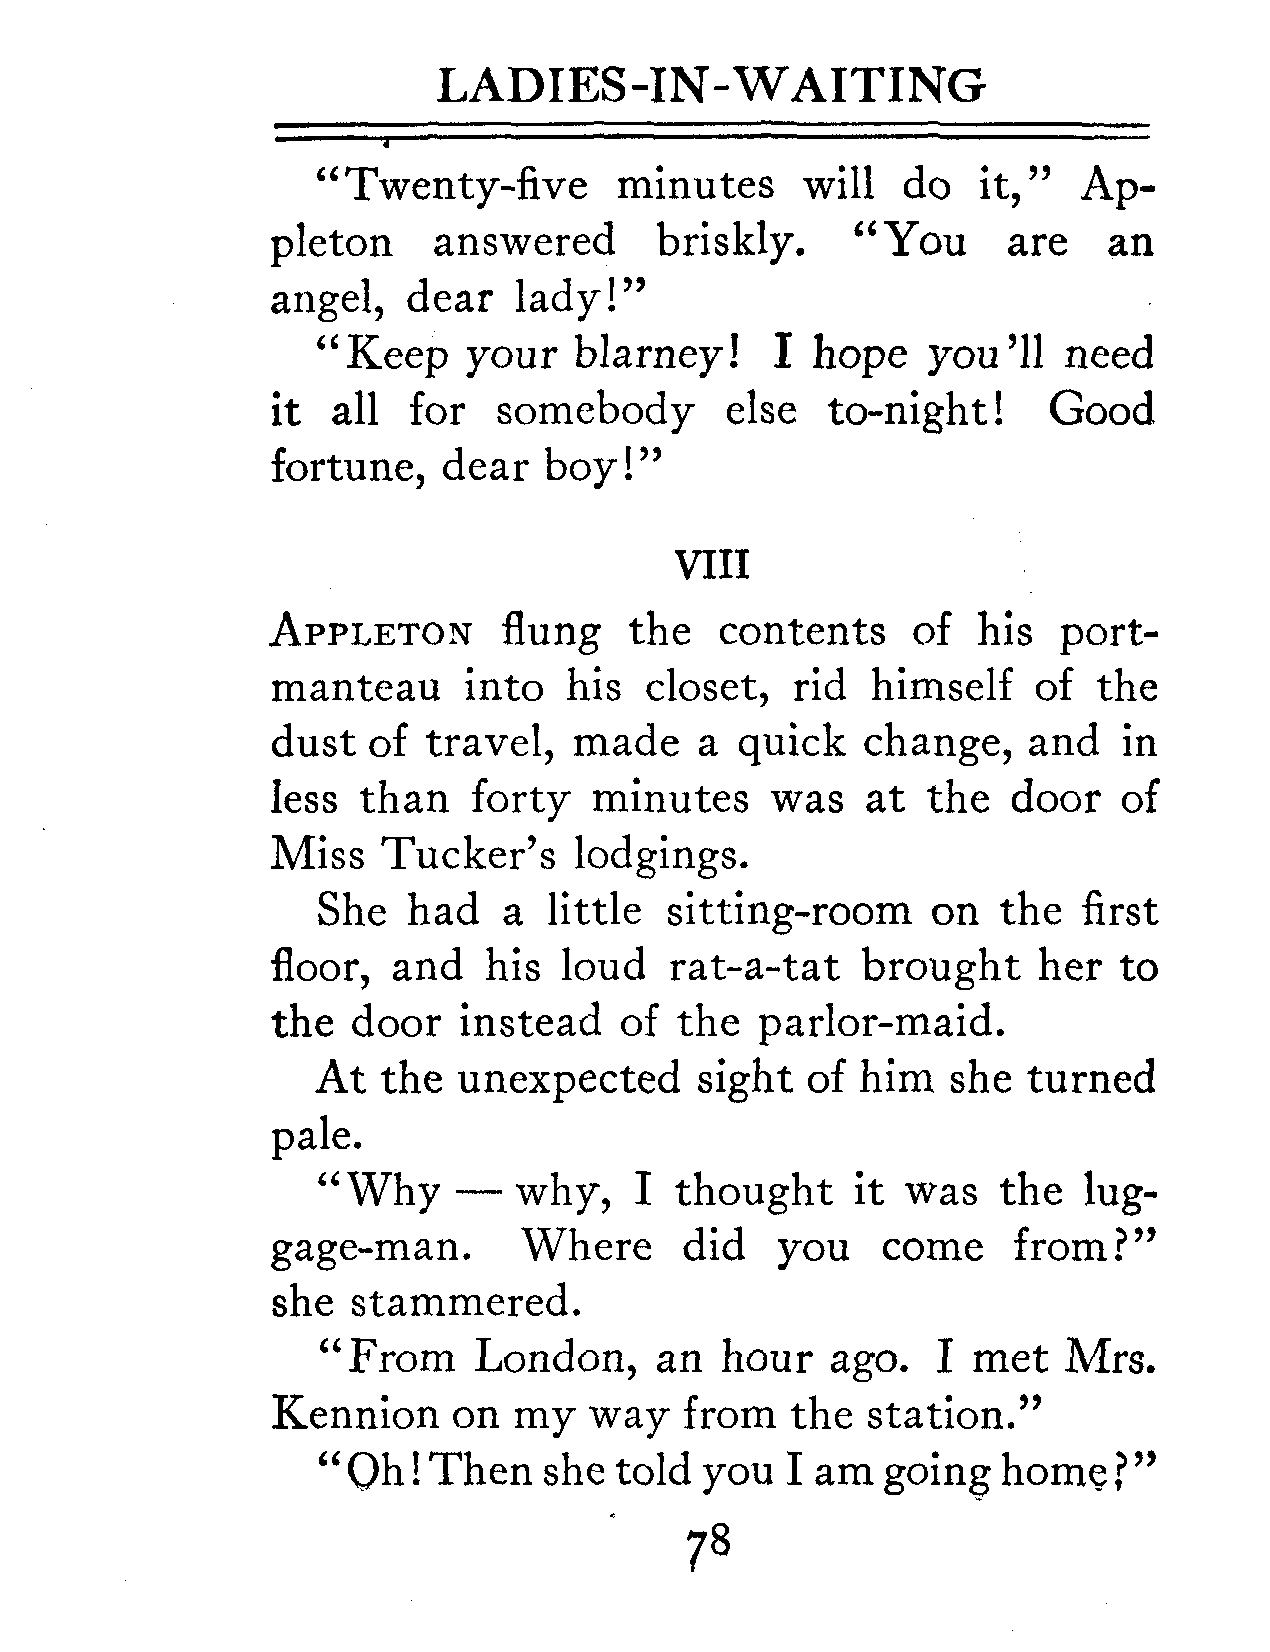 LADIES-IN-WAITING
“Twenty-five minutes will do it,” Ap-
pleton answered briskly. “You are an
angel, dear lady!”
“Keep your blarney! I hope you’ll need
it all for somebody else to-night! Good
fortune, dear boy!”
VIII
APPLETON flung the contents of his port-
manteau into his closet, rid himself of the
dust of travel, made a quick change, and in
less than forty minutes was at the door of
Miss Tucker’s lodgings.
She had a little sitting-room on the first
floor, and his loud rat-a-tat brought her to
the door instead of the parlor-maid.
At the unexpected sight of him she turned
pale.
“Why — why, I thought it was the lug-
gage-man. Where did you come from?”
she stammered.
“From London, an hour ago. I met Mrs.
Kennion on my way from the station.”
“Oh! Then she told you I am going home?”
78